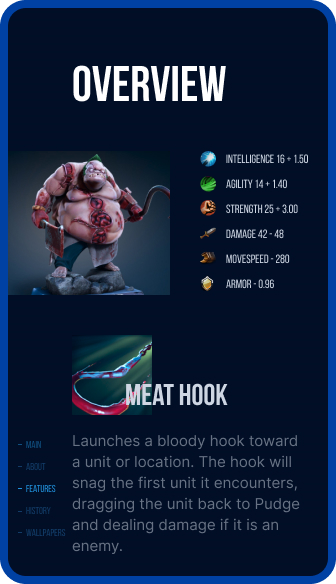 OVERVIEW
INTELLIGENCE 16 + 1.50
AGILITY 14 + 1.40
STRENGTH 25 + 3.00
DAMAGE 42 - 48
MOVESPEED - 280
ARMOR - 0.96
MEAT HOOK
Launches a bloody hook toward
a unit or location. The hook will
snag the first unit it encounters,
dragging the unit back to Pudge
and dealing damage if it is an
enemy.
– MAIN
– ABOUT
– FEATURES
– HISTORY
– WALLPAPERS